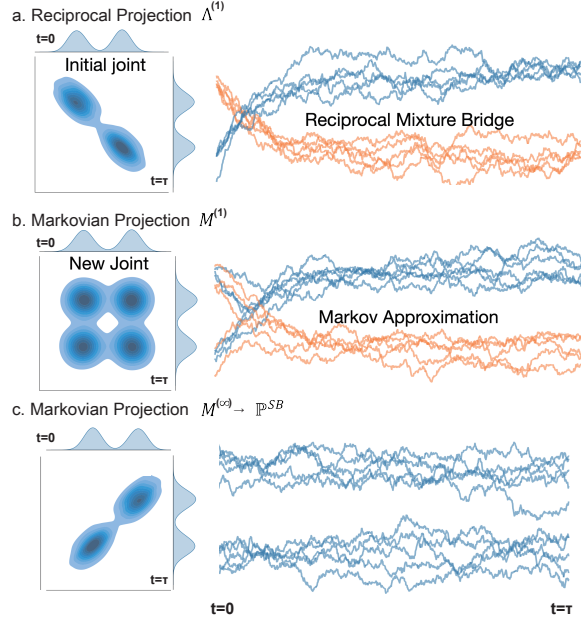 a. Reciprocal Projection Λ⁽¹⁾
t=0
Initial joint
t=τ
Reciprocal Mixture Bridge
b. Markovian Projection M⁽¹⁾
t=0
New Joint
t=τ
Markov Approximation
c. Markovian Projection M⁽∞⁾→ ℙ^SB
t=0
t=τ
t=0
t=τ